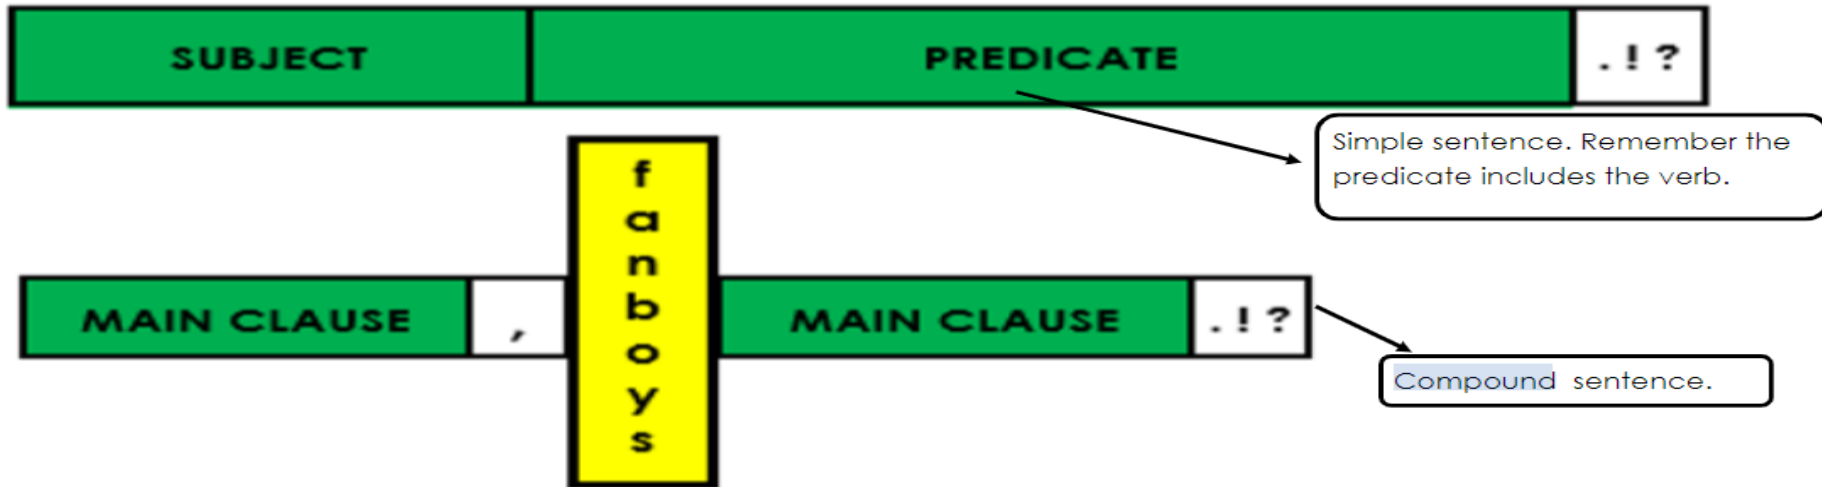 SUBJECT PREDICATE . ! ?
Simple sentence. Remember the
predicate includes the verb.
f
a
n
b
o
y
s
MAIN CLAUSE , MAIN CLAUSE . ! ?
Compound sentence.